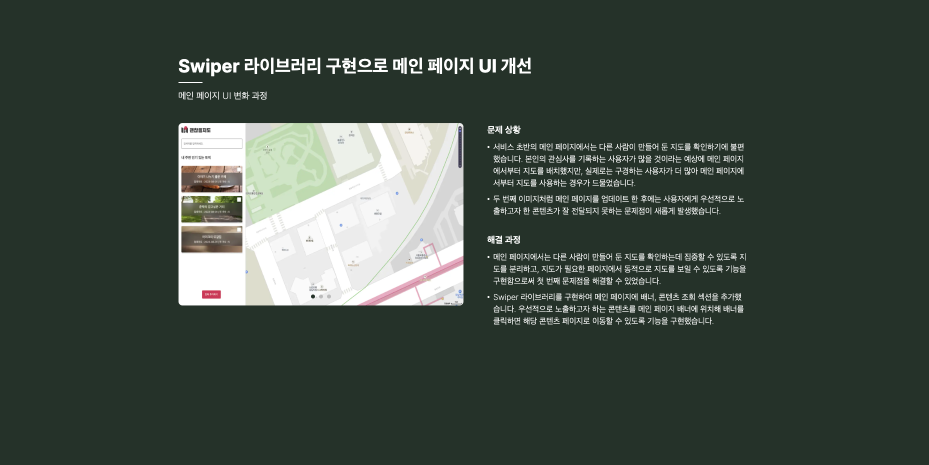 Swiper 라이브러리 구현으로 메인 페이지 UI 개선
메인 페이지 UI 변화 과정
괜찮을지도
문제 상황
• 서비스 초반의 메인 페이지에서는 다른 사람이 만들어 둔 지도를 확인하기에 불편
했습니다. 본인의 관심사를 기록하는 사용자가 많을 것이라는 예상에 메인 페이지
에서부터 지도를 배치했지만, 실제로는 구경하는 사용자가 더 많아 메인 페이지에
서부터 지도를 사용하는 경우가 드물었습니다.
• 두 번째 이미지처럼 메인 페이지를 업데이트 한 후에는 사용자에게 우선적으로 노
출하고자 한 콘텐츠가 잘 전달되지 못하는 문제점이 새롭게 발생했습니다.
해결 과정
• 메인 페이지에서는 다른 사람이 만들어 둔 지도를 확인하는데 집중할 수 있도록 지
도를 분리하고, 지도가 필요한 페이지에서 동적으로 지도를 보일 수 있도록 기능을
구현함으로써 첫 번째 문제점을 해결할 수 있었습니다.
• Swiper 라이브러리를 구현하여 메인 페이지에 배너, 콘텐츠 조회 섹션을 추가했
습니다. 우선적으로 노출하고자 하는 콘텐츠를 메인 페이지 배너에 위치해 배너를
클릭하면 해당 콘텐츠 페이지로 이동할 수 있도록 기능을 구현했습니다.